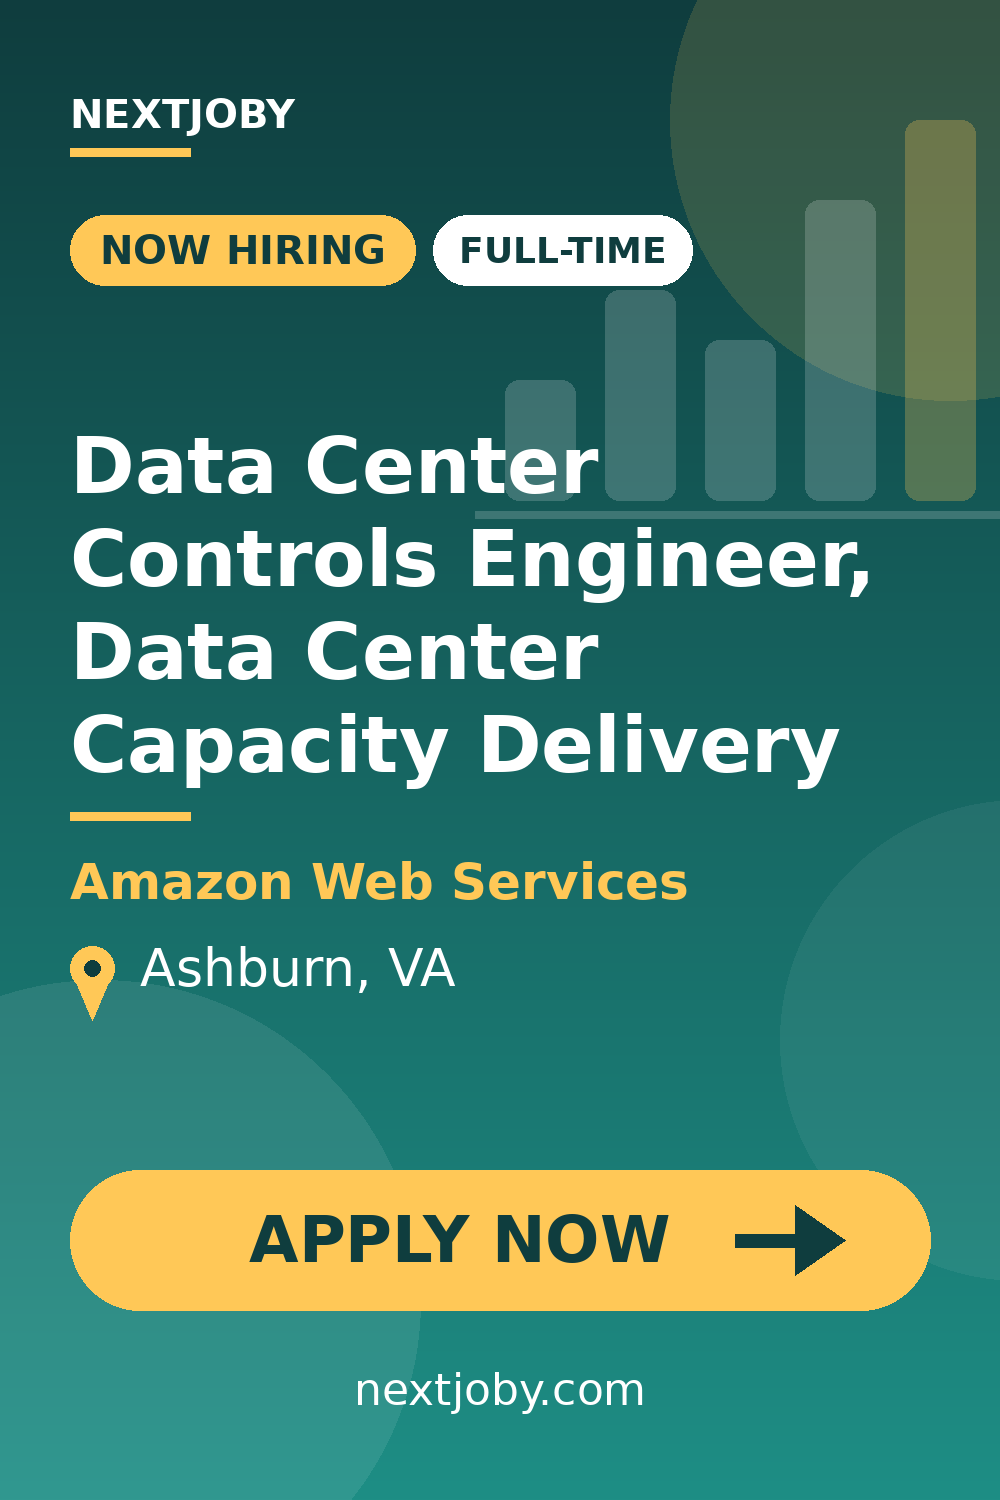 NEXTJOBY
NOW HIRING
FULL-TIME
Data Center
Controls Engineer,
Data Center
Capacity Delivery
Amazon Web Services
Ashburn, VA
APPLY NOW
nextjoby.com